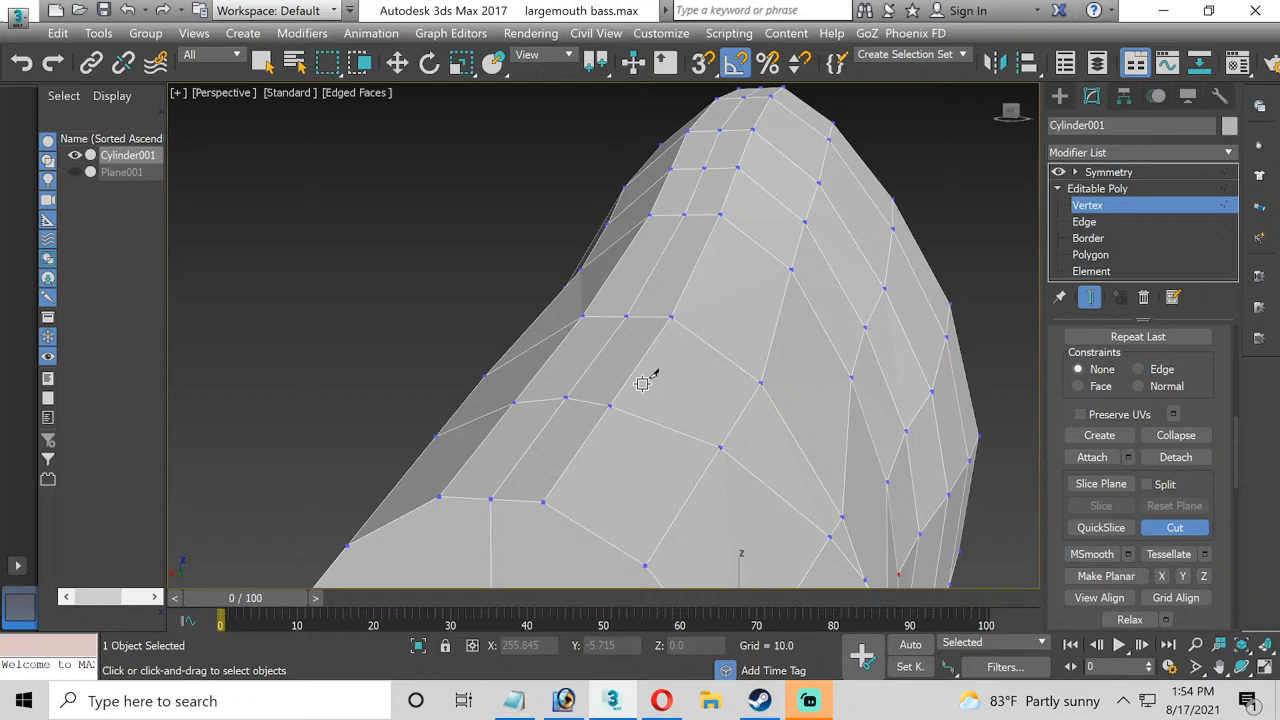 Workspace: Default
Autodesk 3ds Max 2017
largemouth bass.max
Type a keyword or phrase
Sign In
Edit Tools Group Views Create Modifiers Animation Graph Editors Rendering Civil View Customize Scripting Content Help GoZ Phoenix FD
All
View
Create Selection Set
Select Display
[+] [Perspective] [Standard] [Edged Faces]
Name (Sorted Ascend
Cylinder001
Plane001
Cylinder001
Modifier List
Symmetry
Editable Poly
Vertex
Edge
Border
Polygon
Element
Repeat Last
Constraints
None Edge
Face Normal
Preserve UVs
Create Collapse
Attach Detach
Slice Plane Split
Slice Reset Plane
QuickSlice Cut
MSmooth Tessellate
Make Planar X Y Z
View Align Grid Align
Relax
z
z
0 / 100
0 10 20 30 40 50 60 70 80 90 100
1 Object Selected
X: 255.845 Y: -5.715 Z: 0.0 Grid = 10.0
Auto Selected
Welcome to MA
Click or click-and-drag to select objects
Add Time Tag
Set K. Filters...
0
Type here to search
83°F Partly sunny
1:54 PM
8/17/2021
1